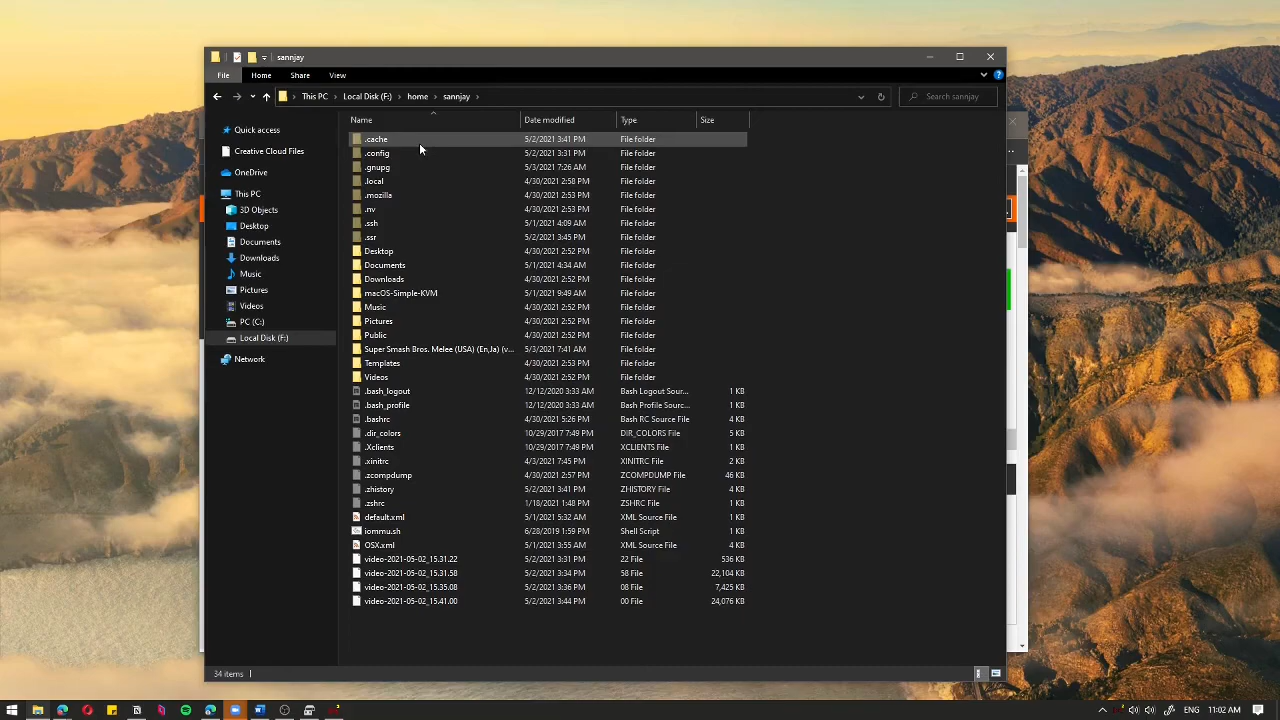 sannjay
File Home Share View
This PC Local Disk (F:) home sannjay Search sannjay
Name Date modified Type Size
Quick access
Creative Cloud Files
OneDrive
This PC
3D Objects
Desktop
Documents
Downloads
Music
Pictures
Videos
PC (C:)
Local Disk (F:)
Network
.cache 5/2/2021 3:41 PM File folder
.config 5/2/2021 3:31 PM File folder
.gnupg 5/3/2021 7:26 AM File folder
.local 4/30/2021 2:58 PM File folder
.mozilla 4/30/2021 2:53 PM File folder
.nv 4/30/2021 2:53 PM File folder
.ssh 5/1/2021 4:09 AM File folder
.ssr 5/2/2021 3:45 PM File folder
Desktop 4/30/2021 2:52 PM File folder
Documents 5/1/2021 4:34 AM File folder
Downloads 4/30/2021 2:52 PM File folder
macOS-Simple-KVM 5/1/2021 9:49 AM File folder
Music 4/30/2021 2:52 PM File folder
Pictures 4/30/2021 2:52 PM File folder
Public 4/30/2021 2:52 PM File folder
Super Smash Bros. Melee (USA) (En,Ja) (v... 5/3/2021 7:41 AM File folder
Templates 4/30/2021 2:53 PM File folder
Videos 4/30/2021 2:52 PM File folder
.bash_logout 12/12/2020 3:33 AM Bash Logout Sour... 1 KB
.bash_profile 12/12/2020 3:33 AM Bash Profile Sourc... 1 KB
.bashrc 4/30/2021 5:26 PM Bash RC Source File 4 KB
.dir_colors 10/29/2017 7:49 PM DIR_COLORS File 5 KB
.Xclients 10/29/2017 7:49 PM XCLIENTS File 1 KB
.xinitrc 4/3/2021 7:45 PM XINITRC File 2 KB
.zcompdump 4/30/2021 2:57 PM ZCOMPDUMP File 46 KB
.zhistory 5/2/2021 3:41 PM ZHISTORY File 1 KB
.zshrc 1/18/2021 1:48 PM ZSHRC File 1 KB
default.xml 5/1/2021 5:32 AM XML Source File 1 KB
iommu.sh 6/28/2019 1:59 PM Shell Script 1 KB
OSX.xml 5/1/2021 3:55 AM XML Source File 4 KB
video-2021-05-02_15.31.22 5/2/2021 3:31 PM 22 File 536 KB
video-2021-05-02_15.31.58 5/2/2021 3:34 PM 58 File 22,104 KB
video-2021-05-02_15.35.08 5/2/2021 3:36 PM 08 File 7,425 KB
video-2021-05-02_15.41.00 5/2/2021 3:44 PM 00 File 24,076 KB
34 items
ENG 11:02 AM